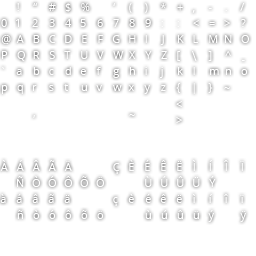 ! " # $ % ' ( ) * + , - . /
0 1 2 3 4 5 6 7 8 9 : ; < = > ?
@ A B C D E F G H I J K L M N O
P Q R S T U V W X Y Z [ \ ] ^ _
` a b c d e f g h i j k l m n o
p q r s t u v w x y z { | } ~
<
~
>
À Á Â Ã Ä Ç È É Ê Ë Ì Í Î Ï
Ñ Ò Ó Ô Õ Ö Ù Ú Û Ü Ý
à á â ã ä ç è é ê ë ì í î ï
ñ ò ó ô õ ö ù ú û ü ý ÿ